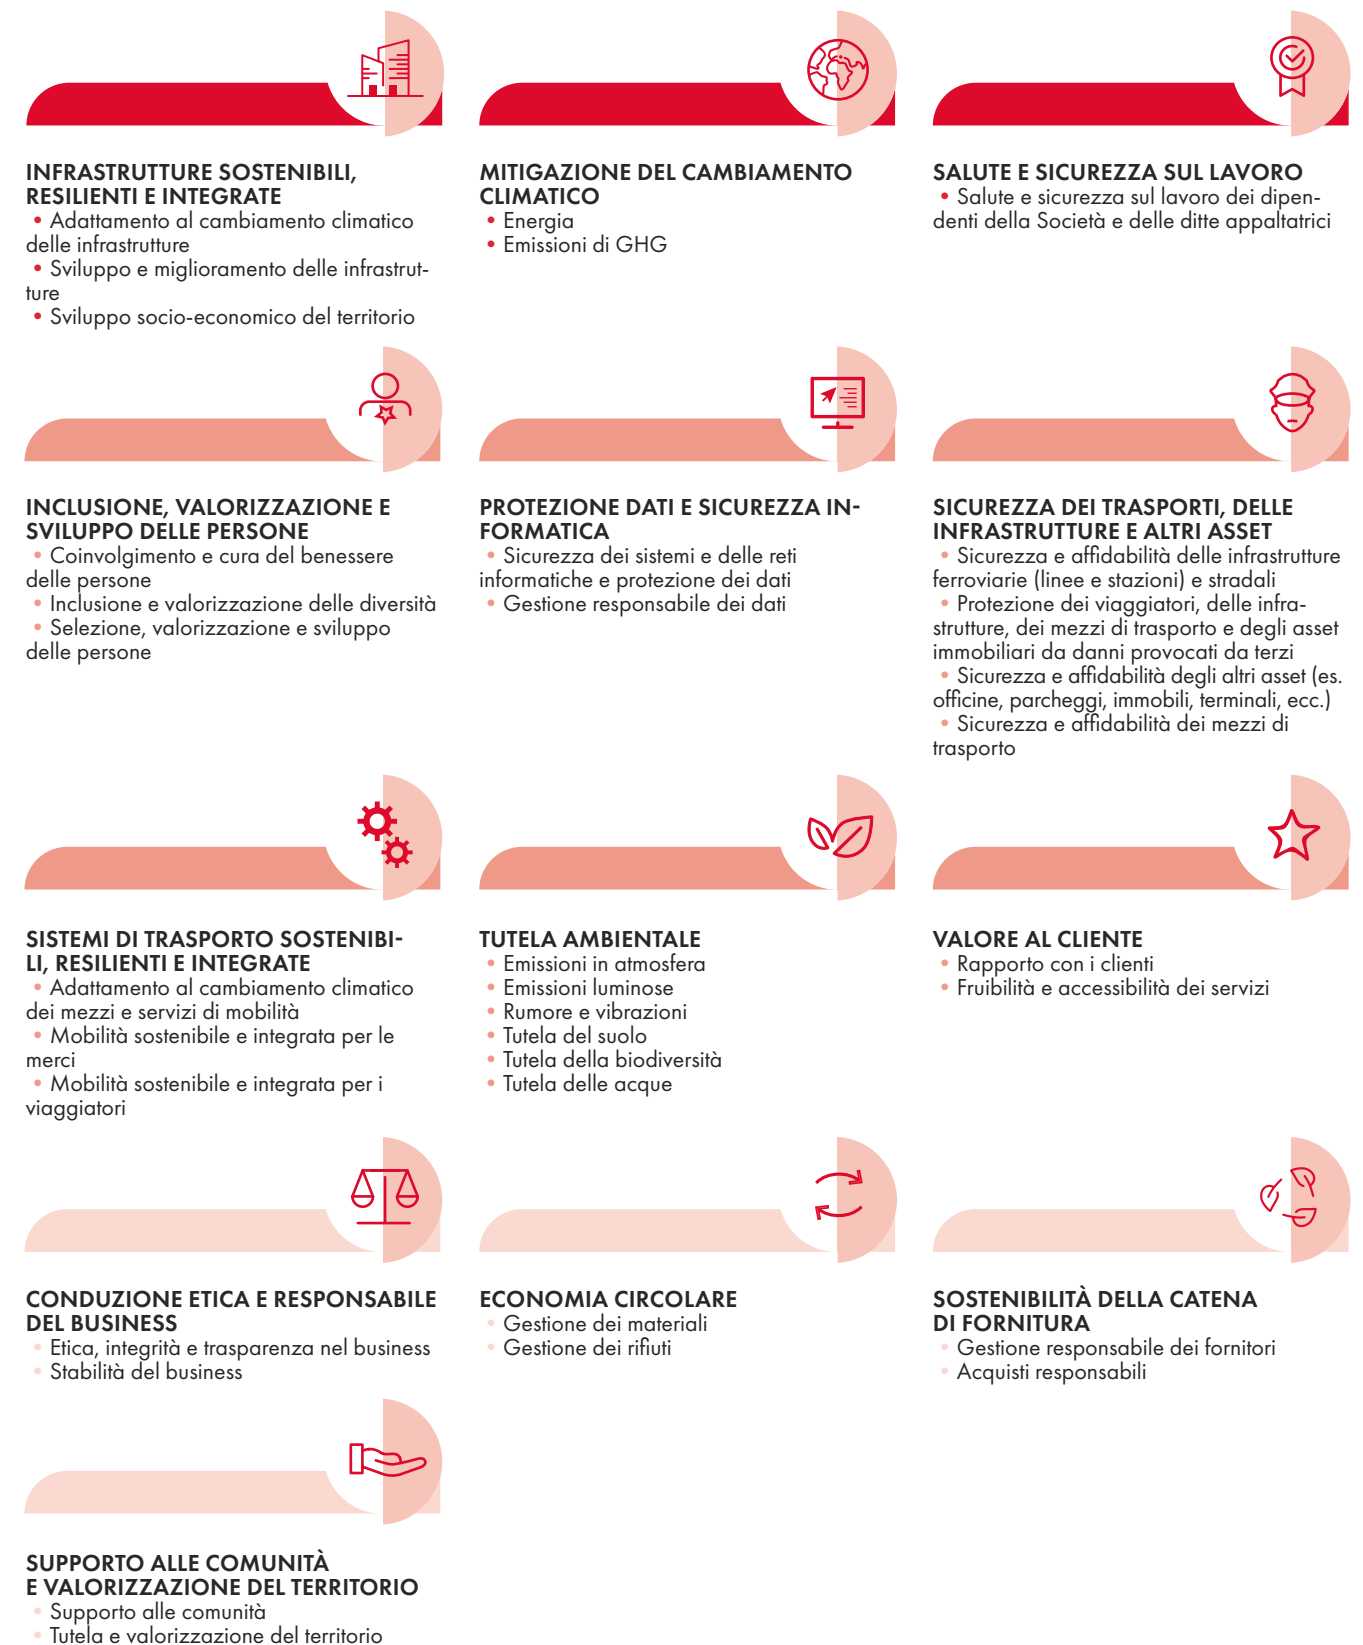 INFRASTRUTTURE SOSTENIBILI,
RESILIENTI E INTEGRATE
• Adattamento al cambiamento climatico
delle infrastrutture
• Sviluppo e miglioramento delle infrastrut-
ture
• Sviluppo socio-economico del territorio
MITIGAZIONE DEL CAMBIAMENTO
CLIMATICO
• Energia
• Emissioni di GHG
SALUTE E SICUREZZA SUL LAVORO
• Salute e sicurezza sul lavoro dei dipen-
denti della Società e delle ditte appaltatrici
INCLUSIONE, VALORIZZAZIONE E
SVILUPPO DELLE PERSONE
• Coinvolgimento e cura del benessere
delle persone
• Inclusione e valorizzazione delle diversità
• Selezione, valorizzazione e sviluppo
delle persone
PROTEZIONE DATI E SICUREZZA IN-
FORMATICA
• Sicurezza dei sistemi e delle reti
informatiche e protezione dei dati
• Gestione responsabile dei dati
SICUREZZA DEI TRASPORTI, DELLE
INFRASTRUTTURE E ALTRI ASSET
• Sicurezza e affidabilità delle infrastrutture
ferroviarie (linee e stazioni) e stradali
• Protezione dei viaggiatori, delle infra-
strutture, dei mezzi di trasporto e degli asset
immobiliari da danni provocati da terzi
• Sicurezza e affidabilità degli altri asset (es.
officine, parcheggi, immobili, terminali, ecc.)
• Sicurezza e affidabilità dei mezzi di
trasporto
SISTEMI DI TRASPORTO SOSTENIBI-
LI, RESILIENTI E INTEGRATE
• Adattamento al cambiamento climatico
dei mezzi e servizi di mobilità
• Mobilità sostenibile e integrata per le
merci
• Mobilità sostenibile e integrata per i
viaggiatori
TUTELA AMBIENTALE
• Emissioni in atmosfera
• Emissioni luminose
• Rumore e vibrazioni
• Tutela del suolo
• Tutela della biodiversità
• Tutela delle acque
VALORE AL CLIENTE
• Rapporto con i clienti
• Fruibilità e accessibilità dei servizi
CONDUZIONE ETICA E RESPONSABILE
DEL BUSINESS
• Etica, integrità e trasparenza nel business
• Stabilità del business
ECONOMIA CIRCOLARE
• Gestione dei materiali
• Gestione dei rifiuti
SOSTENIBILITÀ DELLA CATENA
DI FORNITURA
• Gestione responsabile dei fornitori
• Acquisti responsabili
SUPPORTO ALLE COMUNITÀ
E VALORIZZAZIONE DEL TERRITORIO
• Supporto alle comunità
• Tutela e valorizzazione del territorio